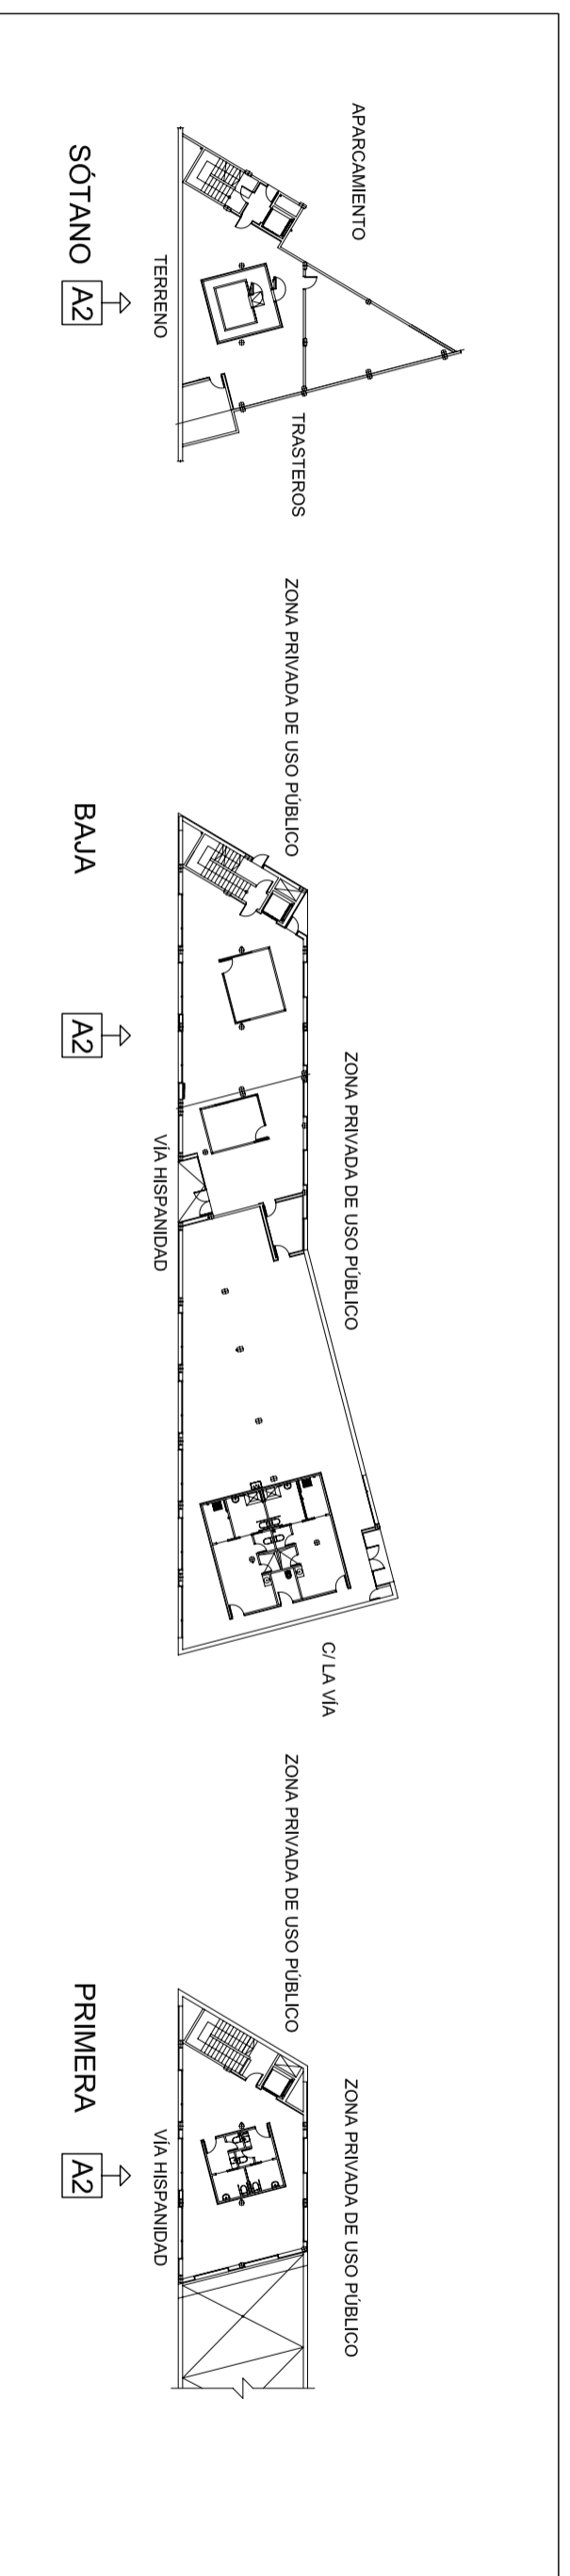 APARCAMIENTO
TRASTEROS
TERRENO
SÓTANO
A2
ZONA PRIVADA DE USO PÚBLICO
ZONA PRIVADA DE USO PÚBLICO
C/ LA VÍA
VÍA HISPANIDAD
BAJA
A2
ZONA PRIVADA DE USO PÚBLICO
ZONA PRIVADA DE USO PÚBLICO
VÍA HISPANIDAD
PRIMERA
A2